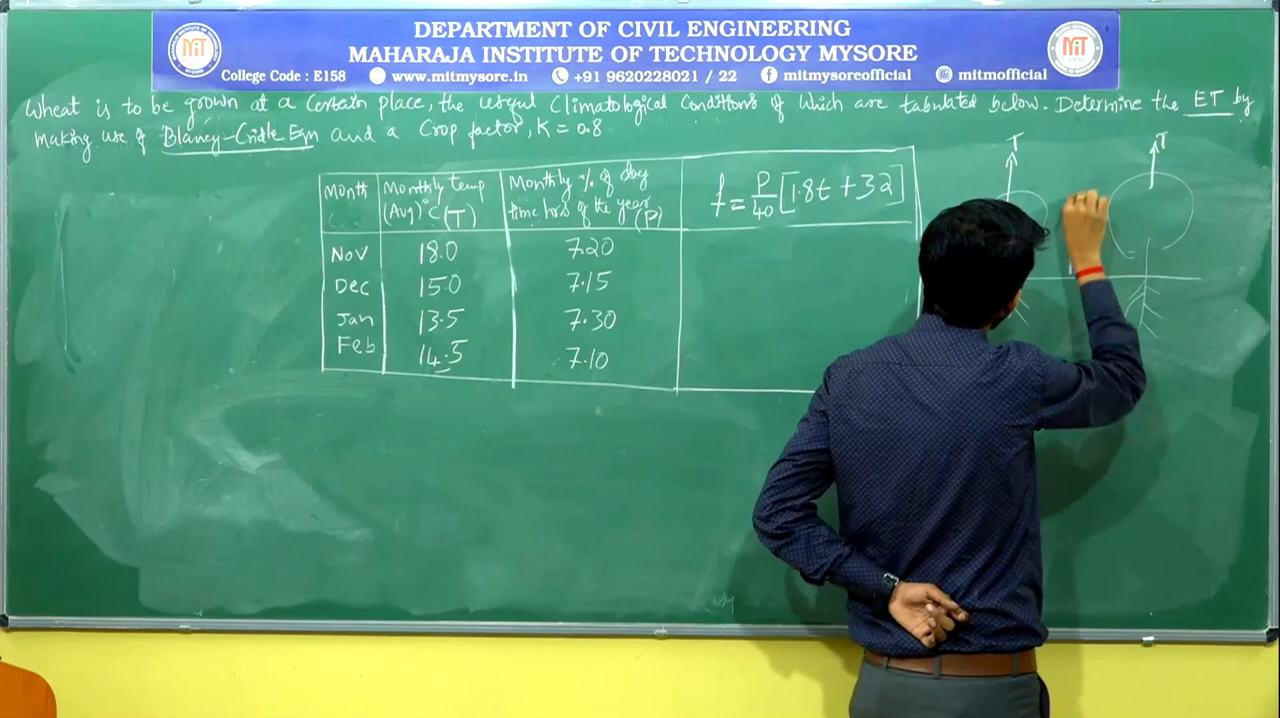 DEPARTMENT OF CIVIL ENGINEERING
MAHARAJA INSTITUTE OF TECHNOLOGY MYSORE
College Code : E158 www.mitmysore.in +91 9620228021 / 22 mitmysoreofficial mitmofficial
MIT
MIT
Wheat is to be grown at a Certain place, the useful Climatological Conditions of which are tabulated below. Determine the ET by
making use of Blaney-Cridle Eqn and a Crop factor, K = 0.8
Month Monthly temp (Avg) °C (T) Monthly % of day time hrs of the year (P) f = P/40 [1.8t + 32]
Nov 18.0 7.20
Dec 15.0 7.15
Jan 13.5 7.30
Feb 14.5 7.10
T
T